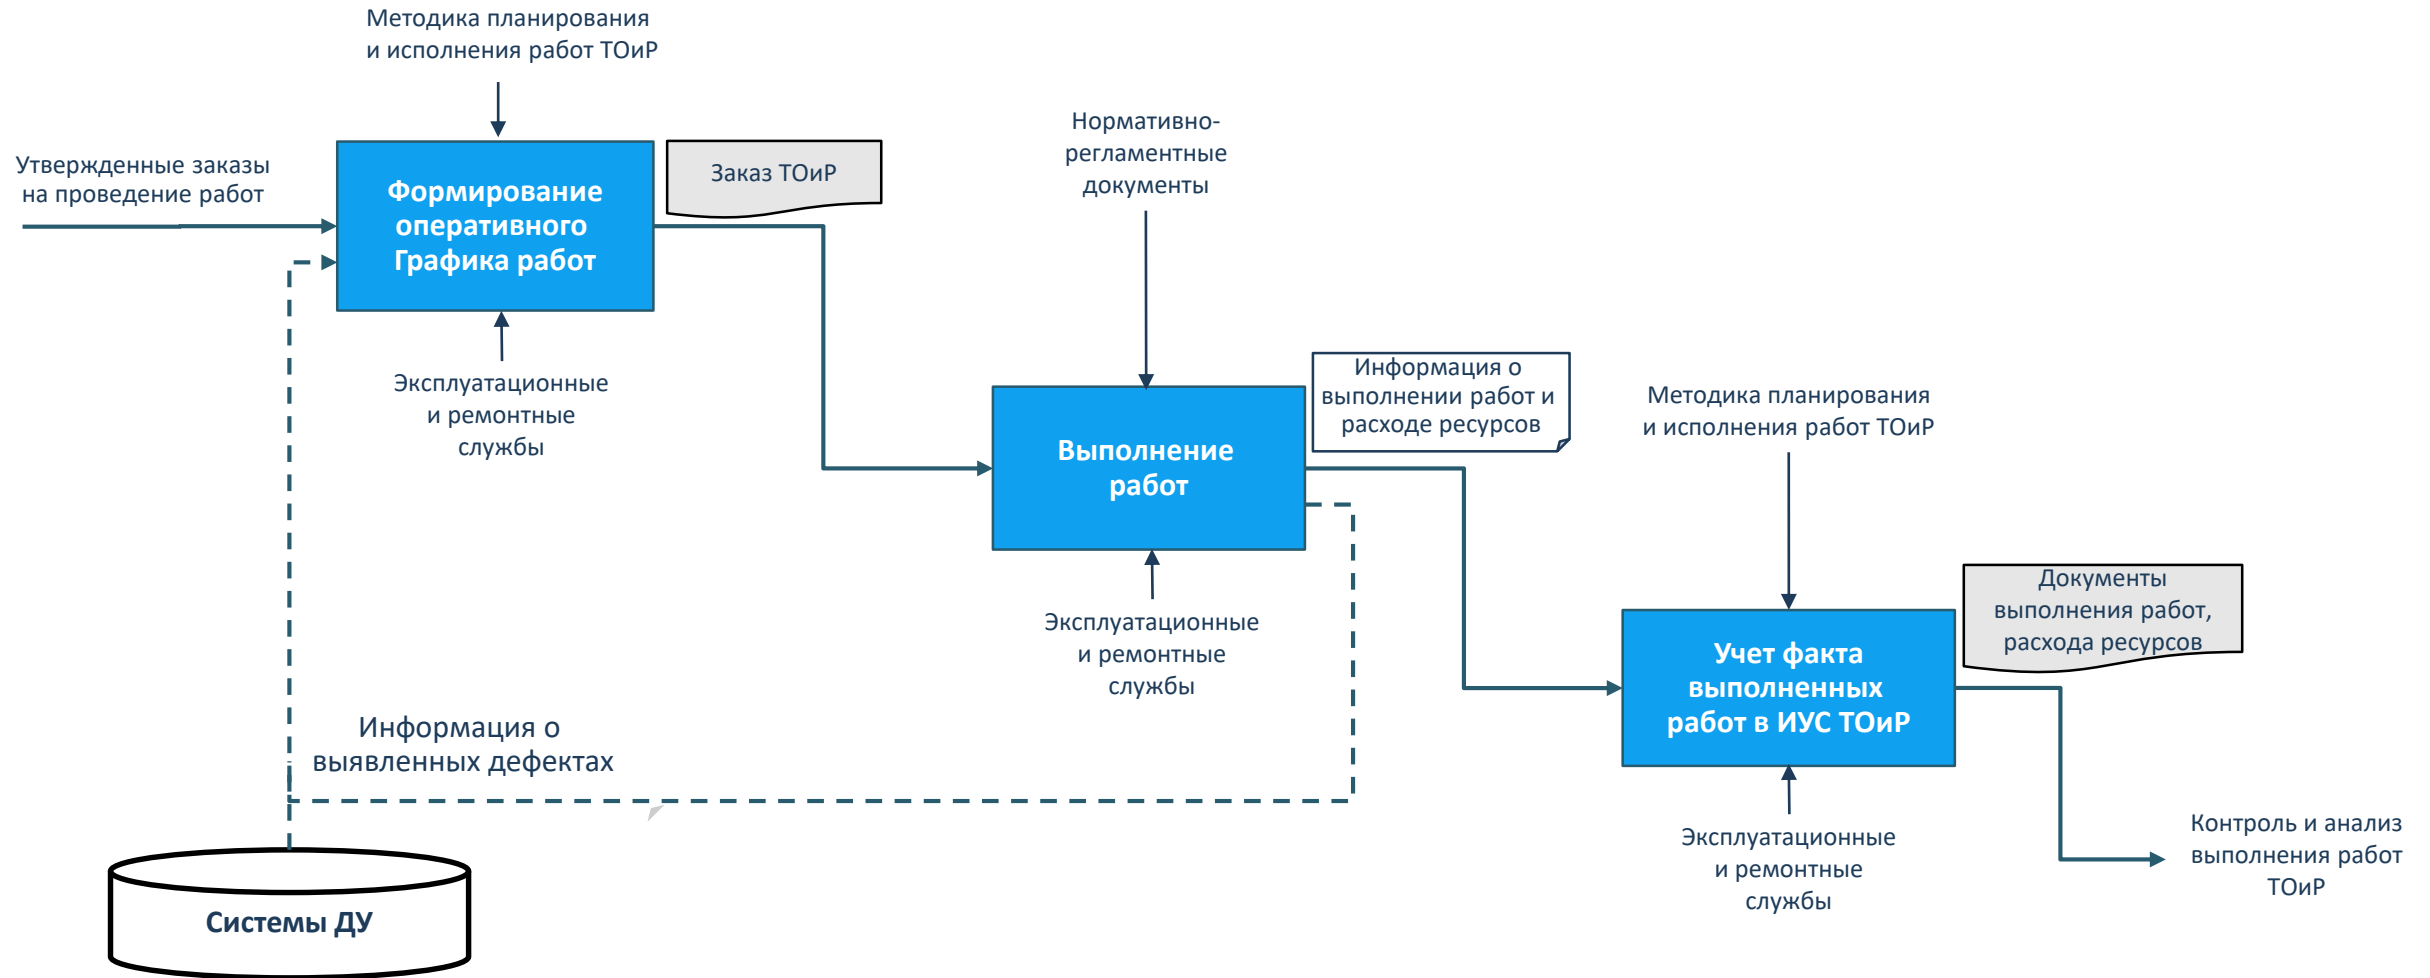 Методика планирования
и исполнения работ ТОиР
Утвержденные заказы
на проведение работ
Формирование
оперативного
Графика работ
Заказ ТОиР
Эксплуатационные
и ремонтные
службы
Нормативно-
регламентные
документы
Выполнение
работ
Информация о
выполнении работ и
расходе ресурсов
Эксплуатационные
и ремонтные
службы
Методика планирования
и исполнения работ ТОиР
Учет факта
выполненных
работ в ИУС ТОиР
Документы
выполнения работ,
расхода ресурсов
Эксплуатационные
и ремонтные
службы
Контроль и анализ
выполнения работ
ТОиР
Информация о
выявленных дефектах
Системы ДУ